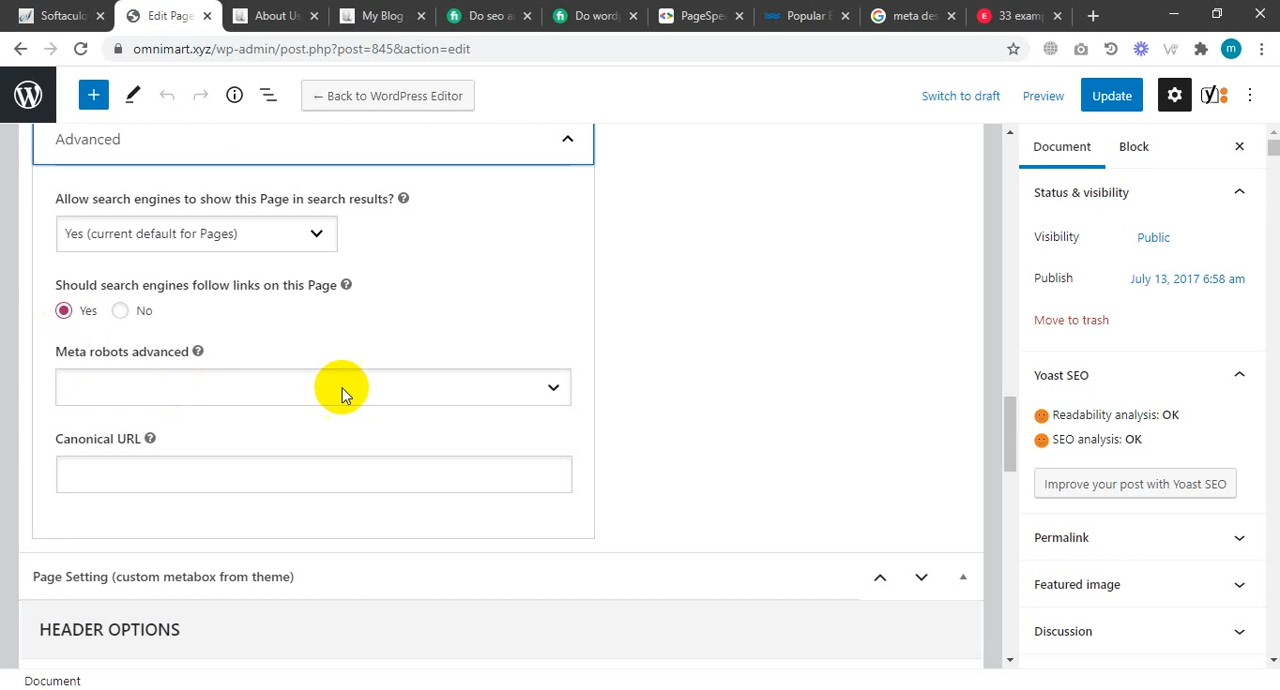 Softaculo
Edit Page
About Us
My Blog
Do seo a
Do word
PageSpe
Popular
meta de
33 examp
omnimart.xyz/wp-admin/post.php?post=845&action=edit
m
← Back to WordPress Editor
Switch to draft
Preview
Update
Advanced
Allow search engines to show this Page in search results?
Yes (current default for Pages)
Should search engines follow links on this Page
Yes
No
Meta robots advanced
Canonical URL
Page Setting (custom metabox from theme)
HEADER OPTIONS
Document
Block
Status & visibility
Visibility
Public
Publish
July 13, 2017 6:58 am
Move to trash
Yoast SEO
Readability analysis: OK
SEO analysis: OK
Improve your post with Yoast SEO
Permalink
Featured image
Discussion
Document